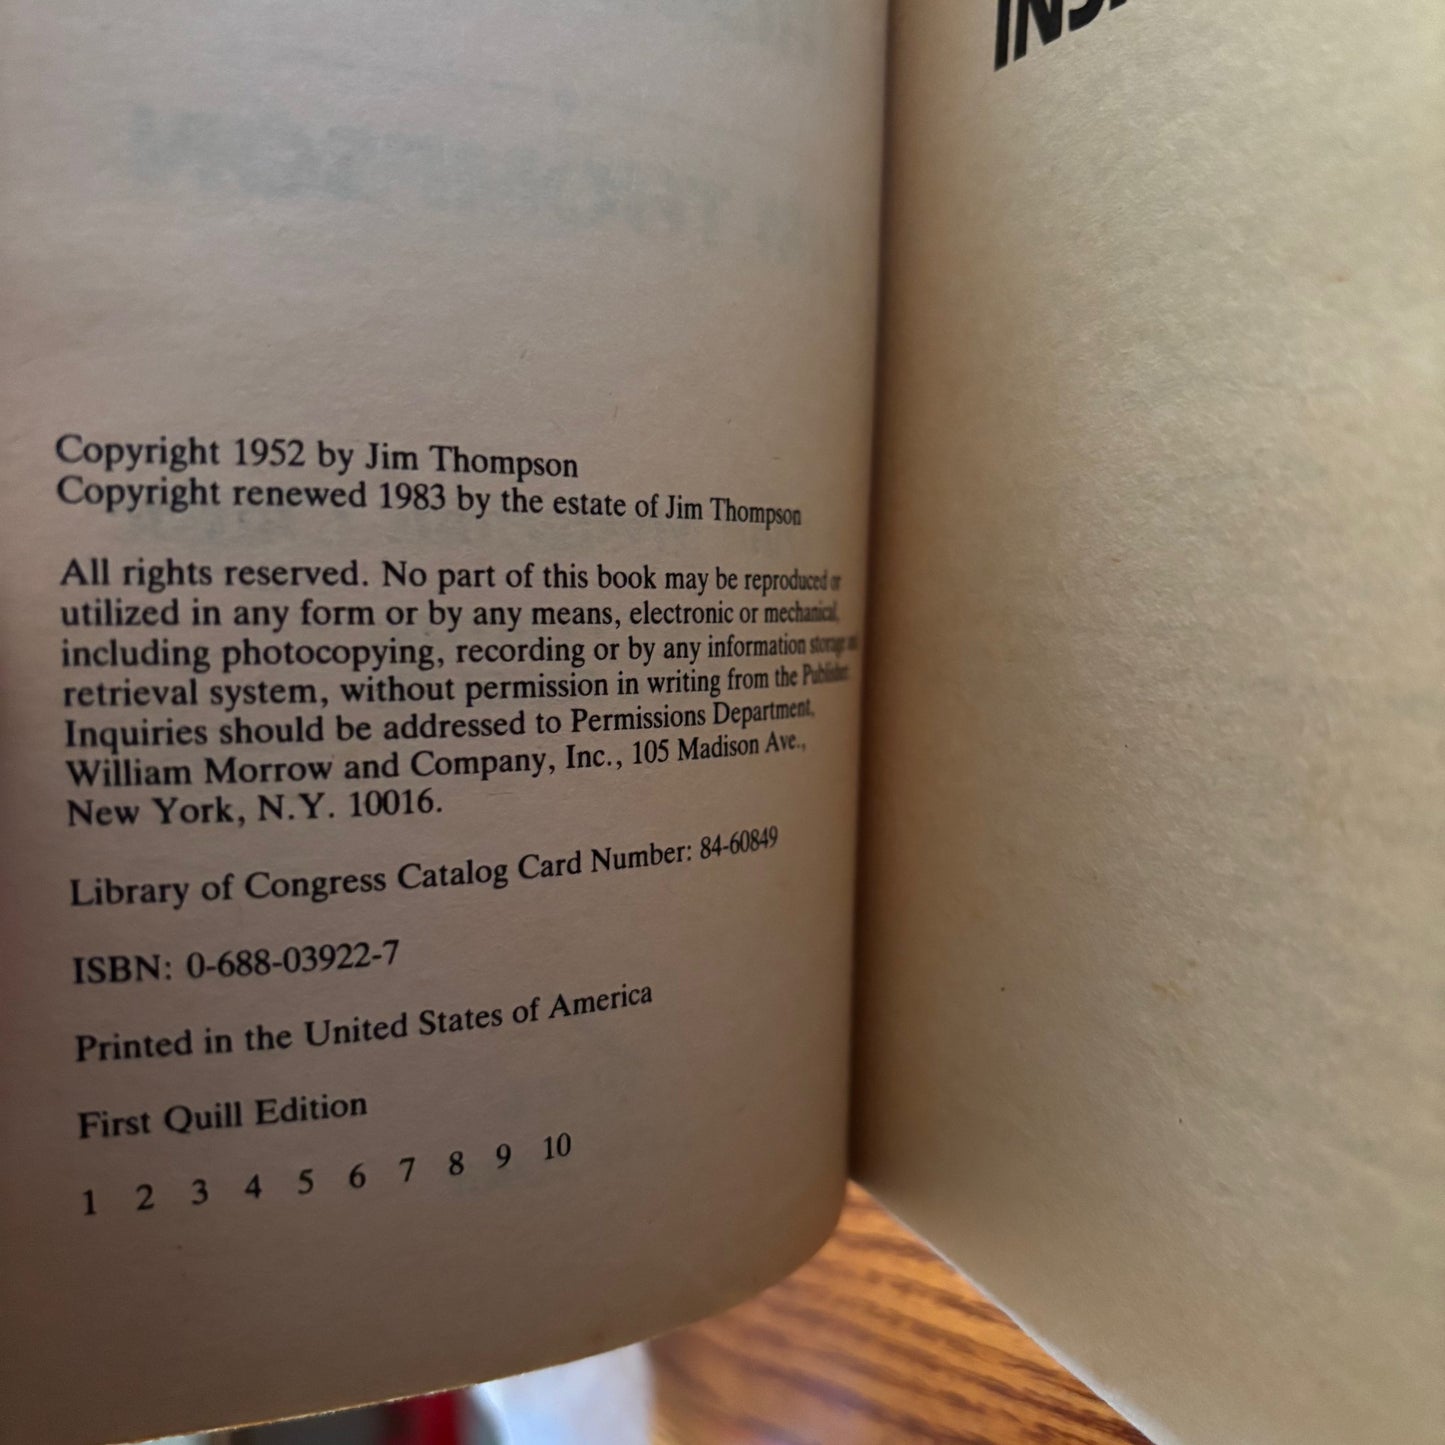 INS
Copyright 1952 by Jim Thompson
Copyright renewed 1983 by the estate of Jim Thompson
All rights reserved. No part of this book may be reproduced or
utilized in any form or by any means, electronic or mechanical,
including photocopying, recording or by any information storage and
retrieval system, without permission in writing from the Publisher.
Inquiries should be addressed to Permissions Department,
William Morrow and Company, Inc., 105 Madison Ave.,
New York, N.Y. 10016.
Library of Congress Catalog Card Number: 84-60849
ISBN: 0-688-03922-7
Printed in the United States of America
First Quill Edition
1 2 3 4 5 6 7 8 9 10